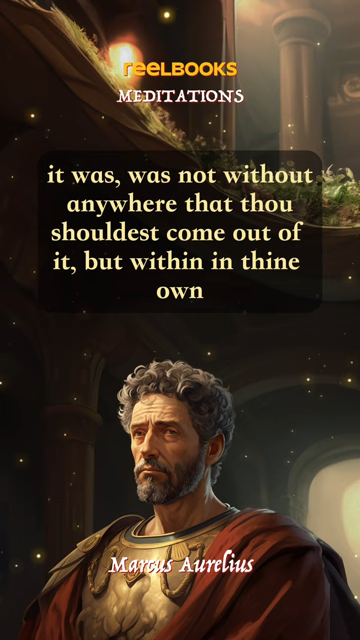 reelBOOKS
MEDITATIONS
it was, was not without
anywhere that thou
shouldest come out of
it, but within in thine
own
Marcus Aurelius